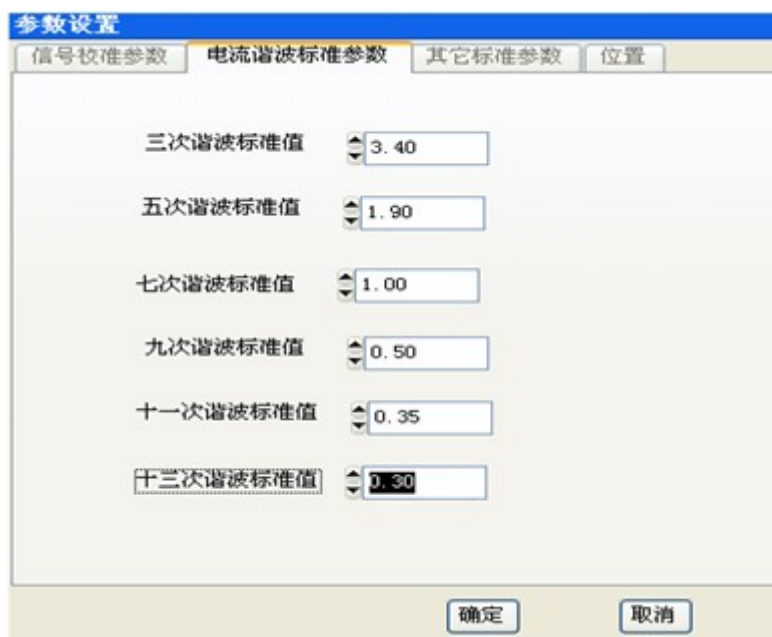 参数设置
信号校准参数 电流谐波标准参数 其它标准参数 位置
三次谐波标准值 3.40
五次谐波标准值 1.90
七次谐波标准值 1.00
九次谐波标准值 0.50
十一次谐波标准值 0.35
十三次谐波标准值 0.30
确定 取消